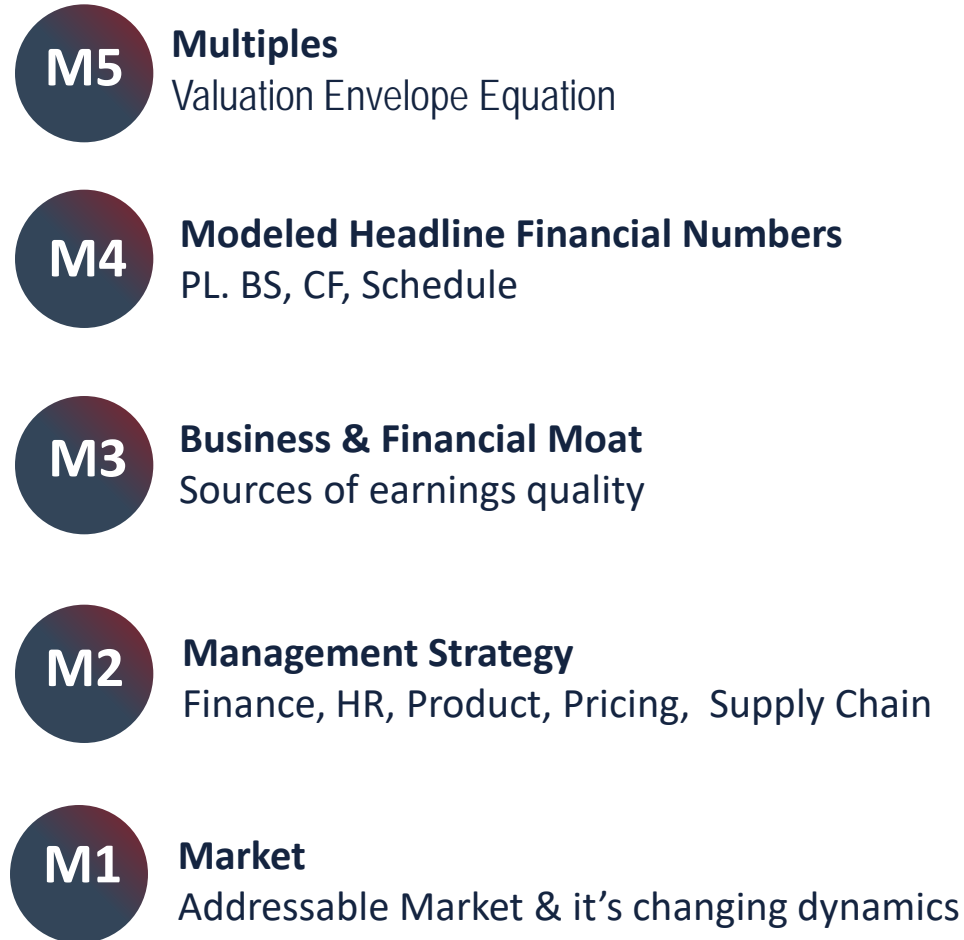 M5
Multiples
Valuation Envelope Equation
M4
Modeled Headline Financial Numbers
PL. BS, CF, Schedule
M3
Business & Financial Moat
Sources of earnings quality
M2
Management Strategy
Finance, HR, Product, Pricing,  Supply Chain
M1
Market
Addressable Market & it’s changing dynamics